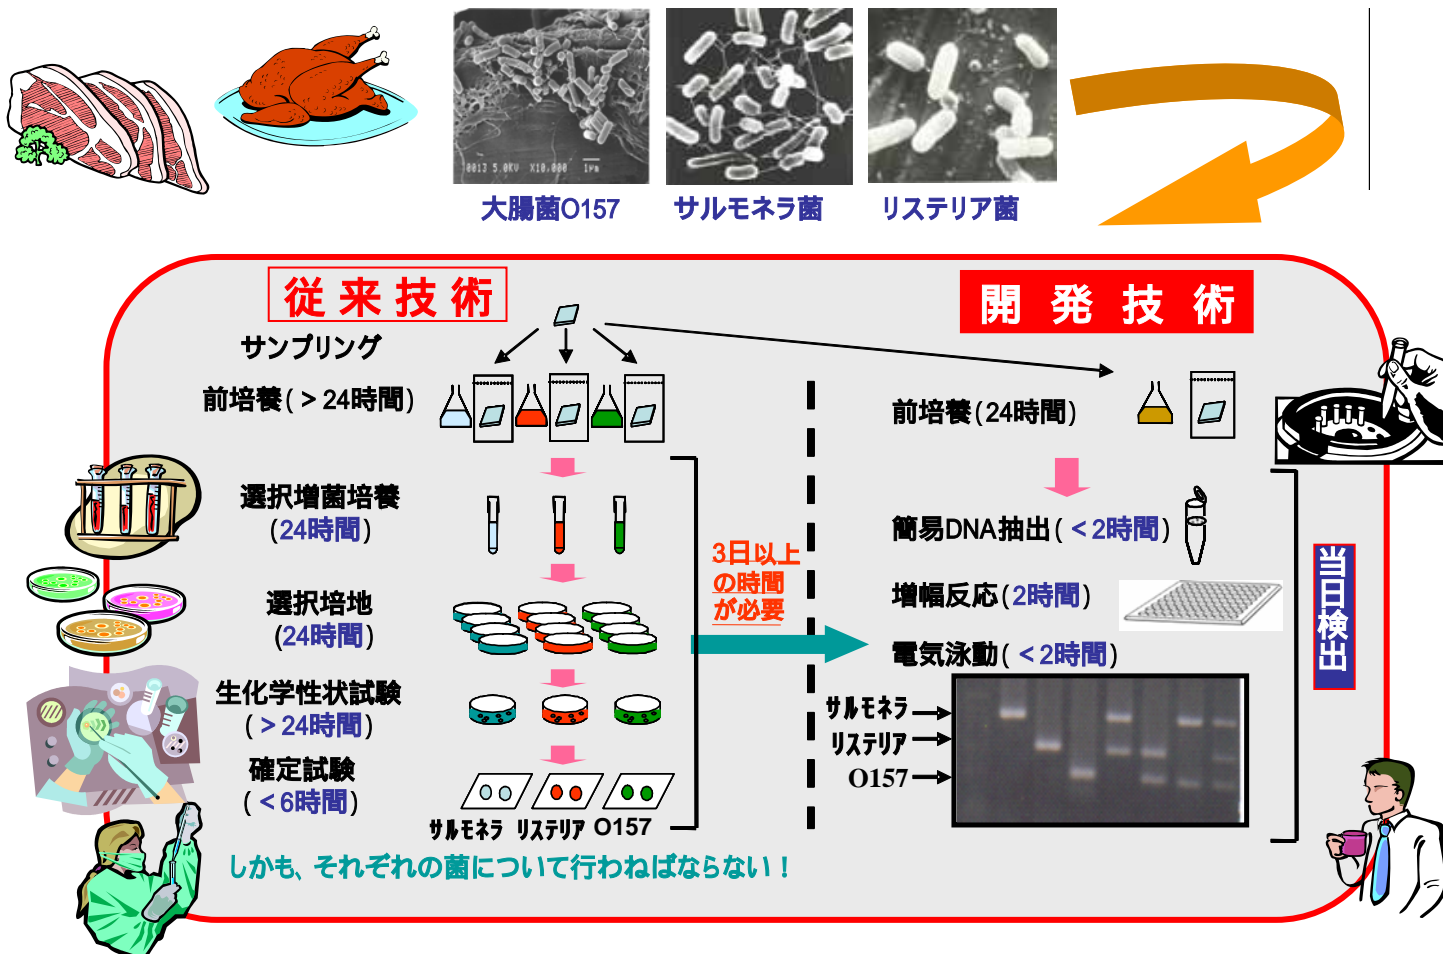 0013 5.0KV X10,000 1μm
大腸菌O157
サルモネラ菌
リステリア菌
従来技術
開発技術
サンプリング
前培養(>24時間)
前培養(24時間)
選択増菌培養
(24時間)
簡易DNA抽出(<2時間)
3日以上
の時間
が必要
選択培地
(24時間)
増幅反応(2時間)
電気泳動(<2時間)
当日検出
生化学性状試験
(>24時間)
サルモネラ
リステリア
O157
確定試験
(<6時間)
サルモネラ リステリア O157
しかも、それぞれの菌について行わねばならない!